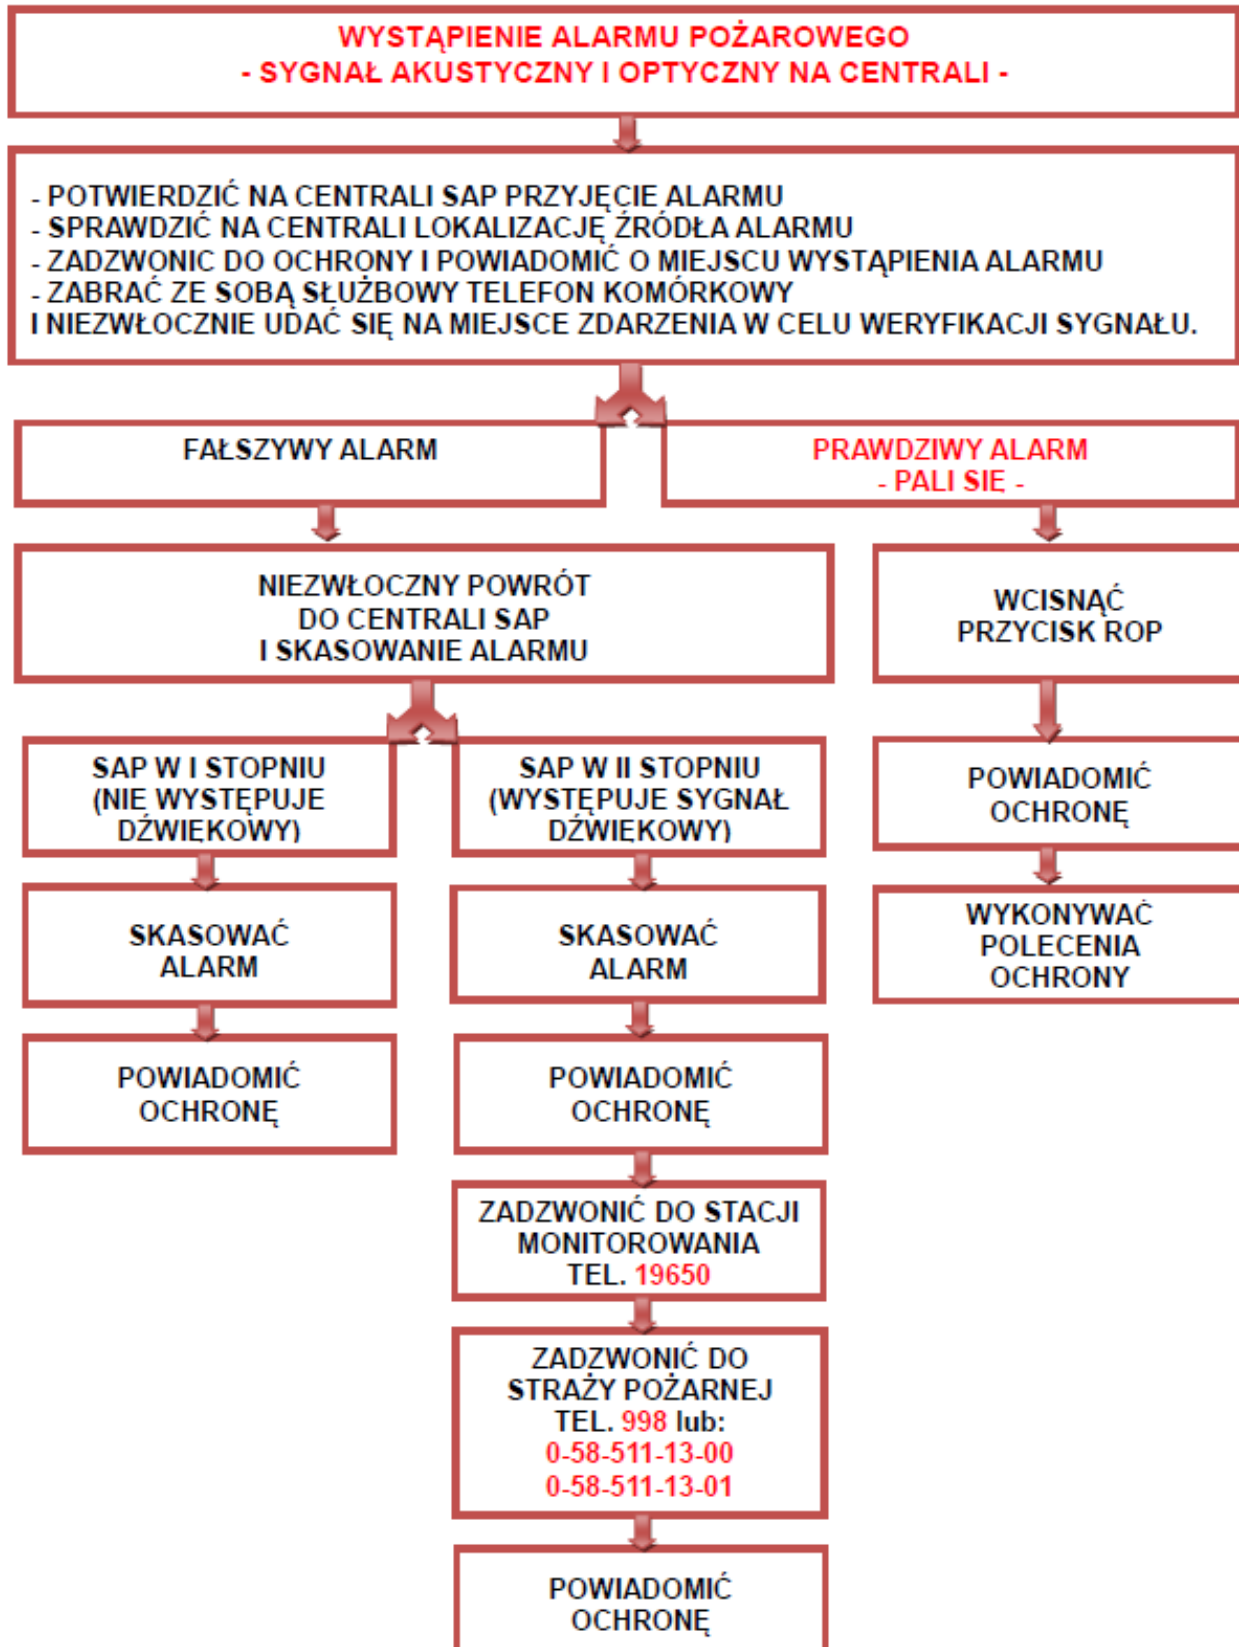 WYSTĄPIENIE ALARMU POŻAROWEGO
- SYGNAŁ AKUSTYCZNY I OPTYCZNY NA CENTRALI -
- POTWIERDZIĆ NA CENTRALI SAP PRZYJĘCIE ALARMU
- SPRAWDZIĆ NA CENTRALI LOKALIZACJĘ ŹRÓDŁA ALARMU
- ZADZWONIC DO OCHRONY I POWIADOMIĆ O MIEJSCU WYSTĄPIENIA ALARMU
- ZABRAĆ ZE SOBĄ SŁUŻBOWY TELEFON KOMÓRKOWY
I NIEZWŁOCZNIE UDAĆ SIĘ NA MIEJSCE ZDARZENIA W CELU WERYFIKACJI SYGNAŁU.
FAŁSZYWY ALARM
PRAWDZIWY ALARM
- PALI SIĘ -
NIEZWŁOCZNY POWRÓT
DO CENTRALI SAP
I SKASOWANIE ALARMU
WCISNĄĆ
PRZYCISK ROP
SAP W I STOPNIU
(NIE WYSTĘPUJE
DŹWIĘKOWY)
SAP W II STOPNIU
(WYSTĘPUJE SYGNAŁ
DŹWIĘKOWY)
POWIADOMIĆ
OCHRONĘ
SKASOWAĆ
ALARM
SKASOWAĆ
ALARM
WYKONYWAĆ
POLECENIA
OCHRONY
POWIADOMIĆ
OCHRONĘ
POWIADOMIĆ
OCHRONĘ
ZADZWONIĆ DO STACJI
MONITOROWANIA
TEL. 19650
ZADZWONIĆ DO
STRAŻY POŻARNEJ
TEL. 998 lub:
0-58-511-13-00
0-58-511-13-01
POWIADOMIĆ
OCHRONĘ